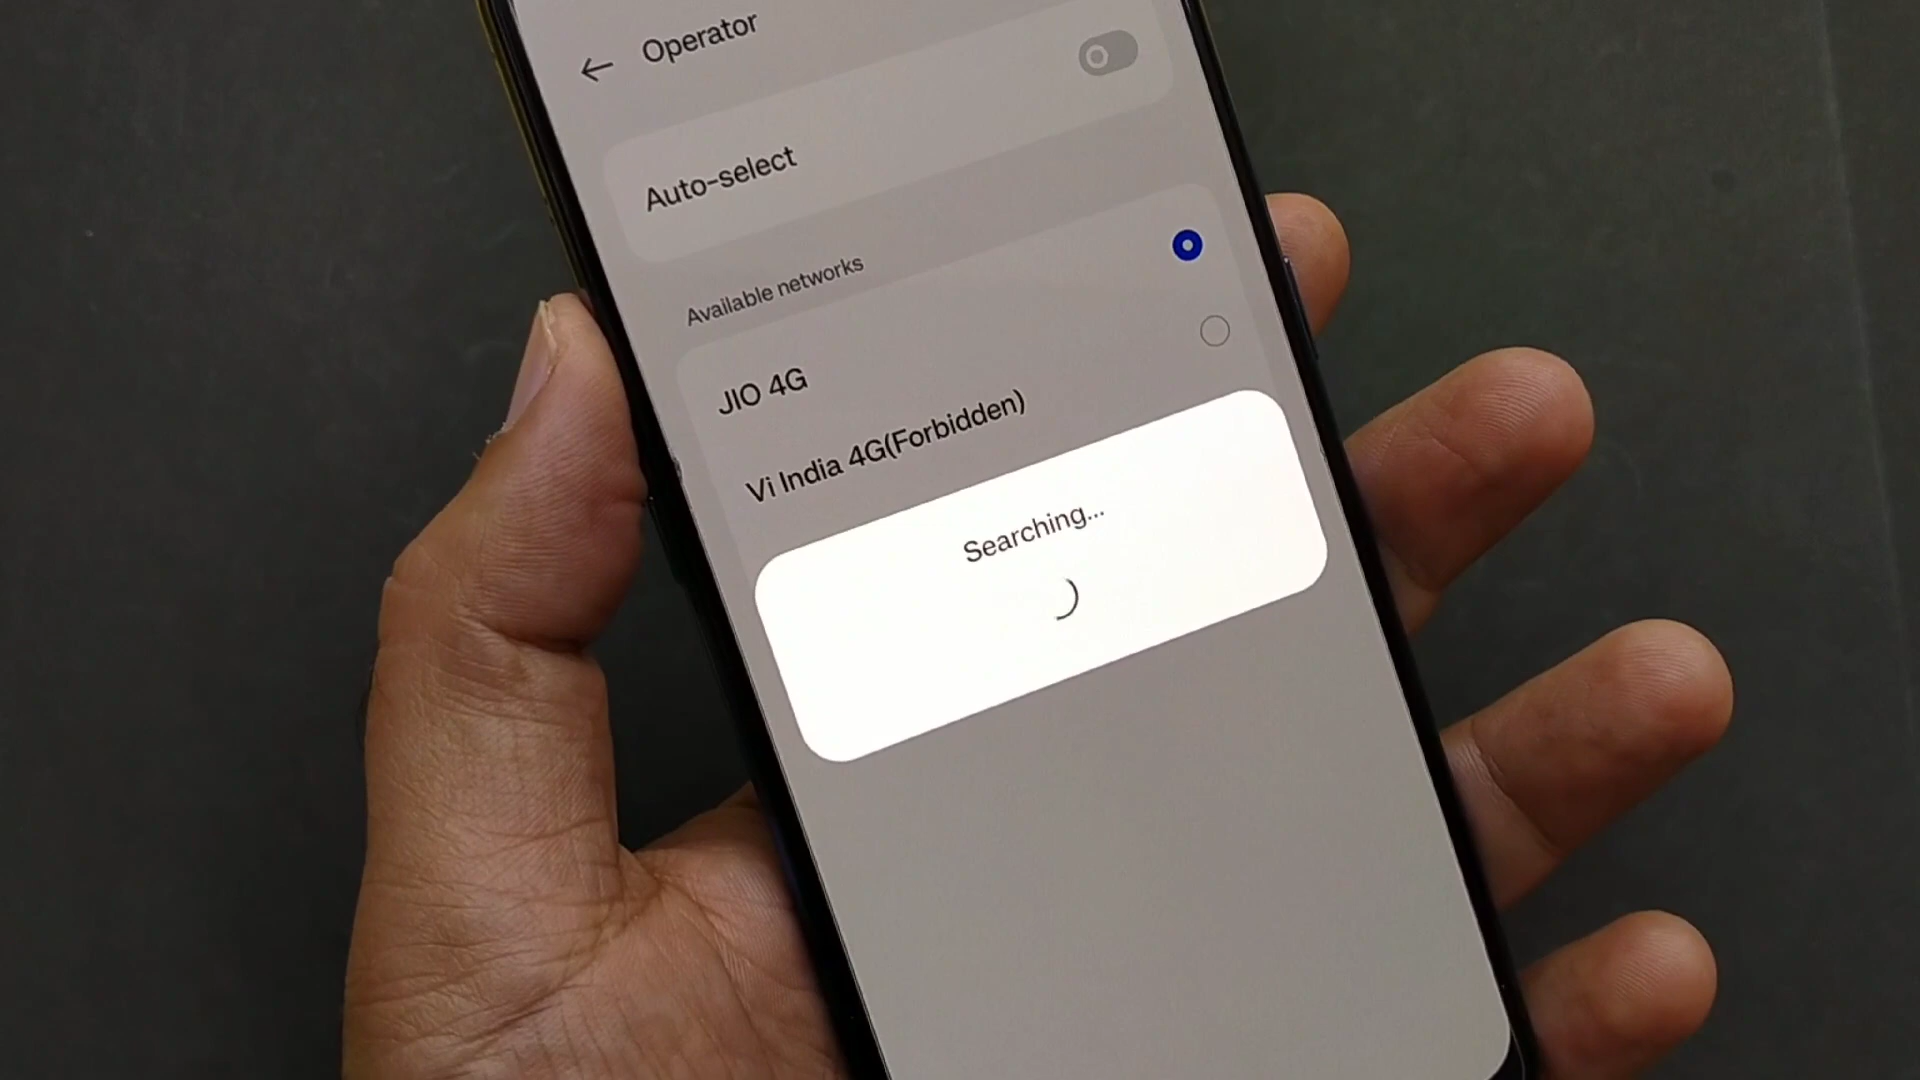 Operator
Auto-select
Available networks
JIO 4G
Vi India 4G(Forbidden)
Searching...